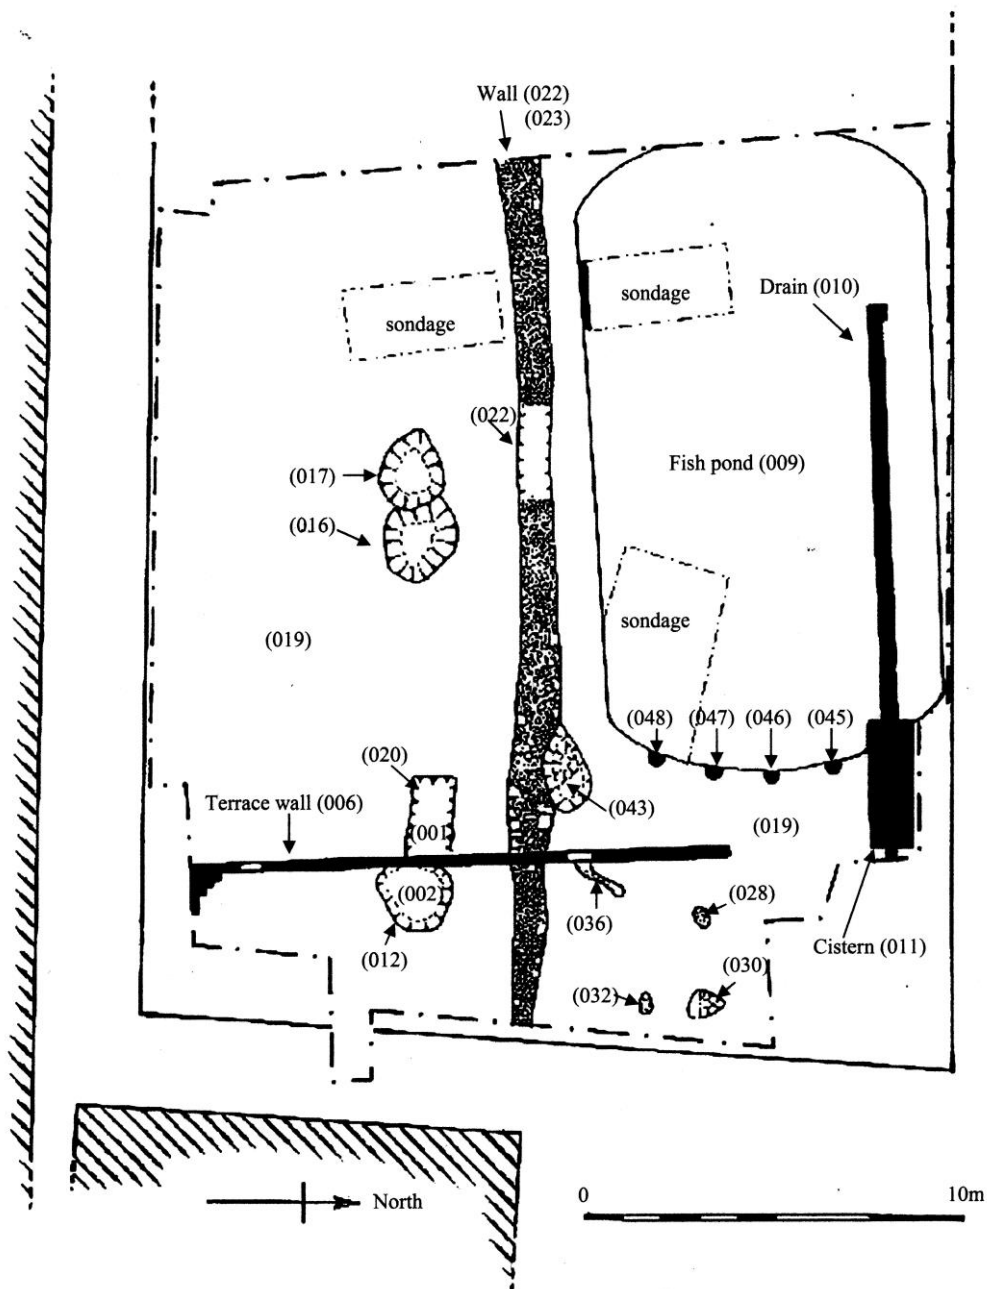 Wall (022)
(023)
sondage
sondage
Drain (010)
(022)
(017)
Fish pond (009)
(016)
sondage
(019)
(048)
(047)
(046)
(045)
(020)
Terrace wall (006)
(001)
(043)
(019)
(002)
(028)
(036)
(012)
Cistern (011)
(032)
(030)
North
0
10m